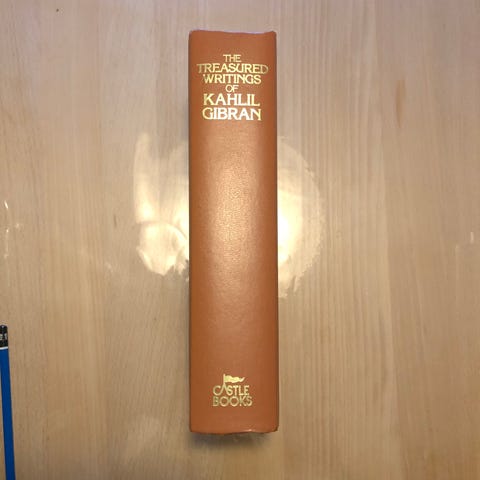 THE
TREASURED
WRITINGS
OF
KAHLIL
GIBRAN
CASTLE
BOOKS